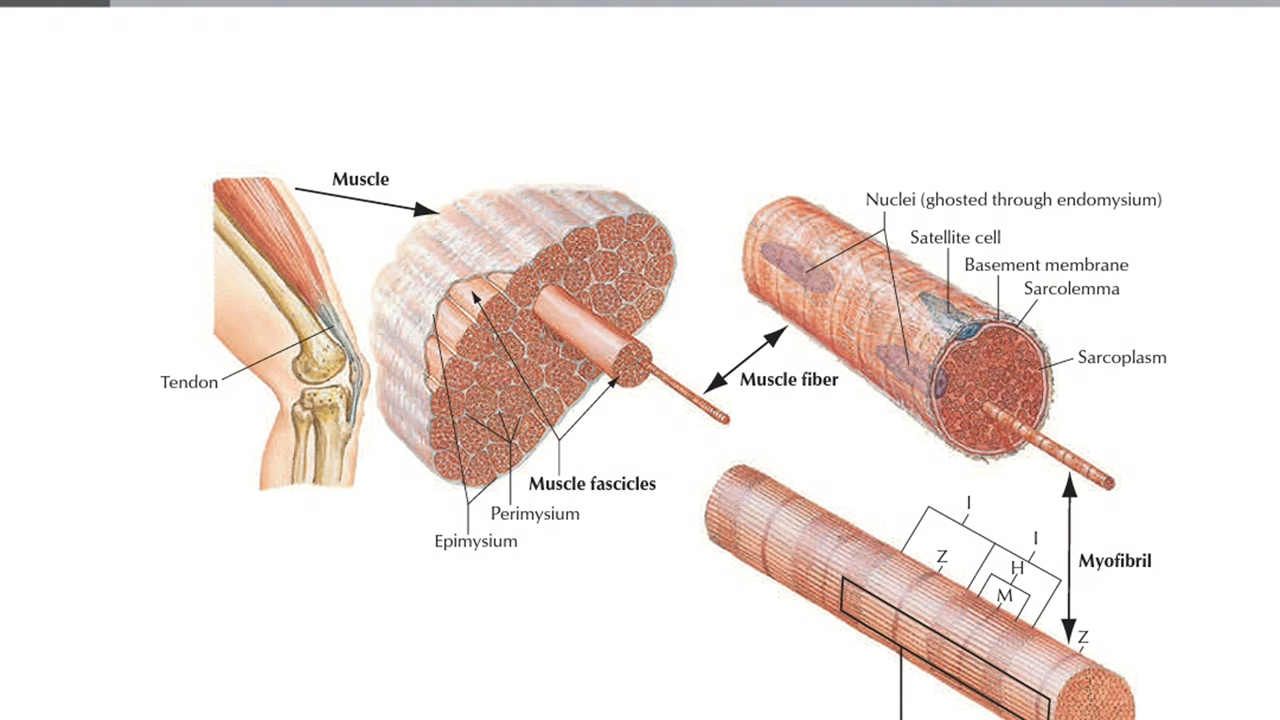 Muscle
Nuclei (ghosted through endomysium)
Satellite cell
Basement membrane
Sarcolemma
Sarcoplasm
Tendon
Muscle fiber
Muscle fascicles
Perimysium
Epimysium
I
I
Z
H
M
Myofibril
Z